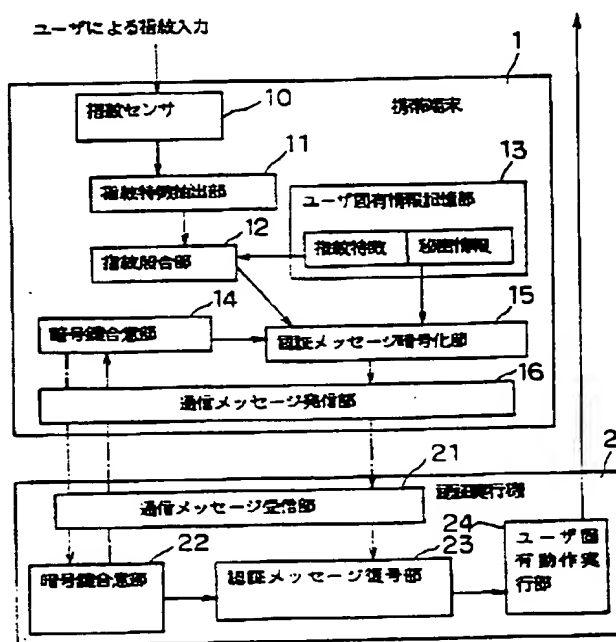 ユーザによる指紋入力
1
指紋センサ
10
携帯端末
11
13
指紋特徴抽出部
ユーザ固有情報記憶部
12
指紋特徴
秘密情報
指紋照合部
14
15
暗号鍵合意部
認証メッセージ暗号化部
16
通信メッセージ発信部
2
21
認証実行機
通信メッセージ受信部
24
22
23
ユーザ固
有動作実
行部
暗号鍵合意部
認証メッセージ復号部